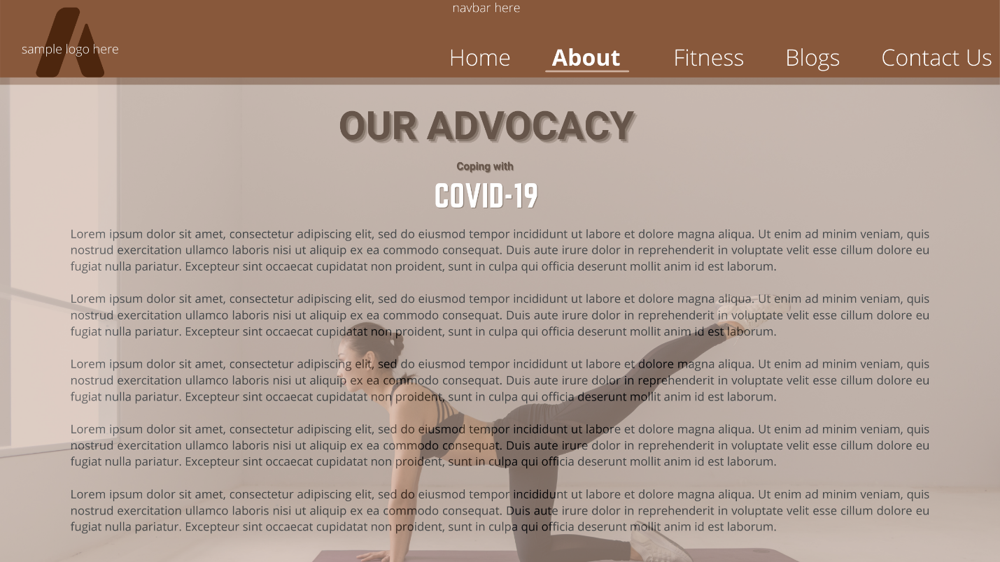 navbar here
sample logo here
Home About Fitness Blogs Contact Us
OUR ADVOCACY
Coping with
COVID-19
Lorem ipsum dolor sit amet, consectetur adipiscing elit, sed do eiusmod tempor incididunt ut labore et dolore magna aliqua. Ut enim ad minim veniam, quis
nostrud exercitation ullamco laboris nisi ut aliquip ex ea commodo consequat. Duis aute irure dolor in reprehenderit in voluptate velit esse cillum dolore eu
fugiat nulla pariatur. Excepteur sint occaecat cupidatat non proident, sunt in culpa qui officia deserunt mollit anim id est laborum.
Lorem ipsum dolor sit amet, consectetur adipiscing elit, sed do eiusmod tempor incididunt ut labore et dolore magna aliqua. Ut enim ad minim veniam, quis
nostrud exercitation ullamco laboris nisi ut aliquip ex ea commodo consequat. Duis aute irure dolor in reprehenderit in voluptate velit esse cillum dolore eu
fugiat nulla pariatur. Excepteur sint occaecat cupidatat non proident, sunt in culpa qui officia deserunt mollit anim id est laborum.
Lorem ipsum dolor sit amet, consectetur adipiscing elit, sed do eiusmod tempor incididunt ut labore et dolore magna aliqua. Ut enim ad minim veniam, quis
nostrud exercitation ullamco laboris nisi ut aliquip ex ea commodo consequat. Duis aute irure dolor in reprehenderit in voluptate velit esse cillum dolore eu
fugiat nulla pariatur. Excepteur sint occaecat cupidatat non proident, sunt in culpa qui officia deserunt mollit anim id est laborum.
Lorem ipsum dolor sit amet, consectetur adipiscing elit, sed do eiusmod tempor incididunt ut labore et dolore magna aliqua. Ut enim ad minim veniam, quis
nostrud exercitation ullamco laboris nisi ut aliquip ex ea commodo consequat. Duis aute irure dolor in reprehenderit in voluptate velit esse cillum dolore eu
fugiat nulla pariatur. Excepteur sint occaecat cupidatat non proident, sunt in culpa qui officia deserunt mollit anim id est laborum.
Lorem ipsum dolor sit amet, consectetur adipiscing elit, sed do eiusmod tempor incididunt ut labore et dolore magna aliqua. Ut enim ad minim veniam, quis
nostrud exercitation ullamco laboris nisi ut aliquip ex ea commodo consequat. Duis aute irure dolor in reprehenderit in voluptate velit esse cillum dolore eu
fugiat nulla pariatur. Excepteur sint occaecat cupidatat non proident, sunt in culpa qui officia deserunt mollit anim id est laborum.